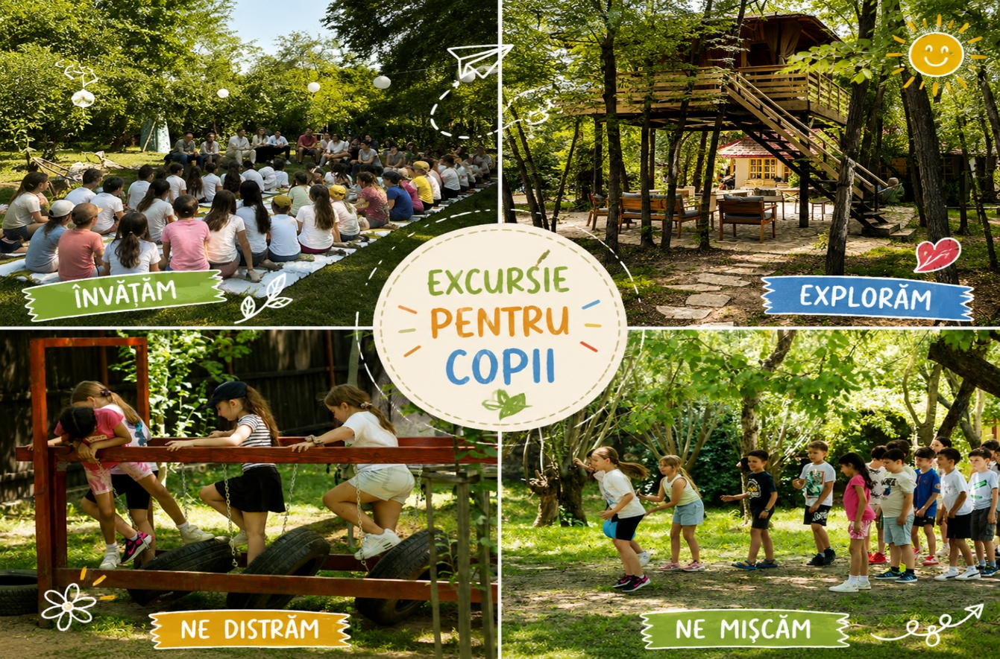 ÎNVĂȚĂM
EXPLORĂM
EXCURSIE
PENTRU
COPII
NE DISTRĂM
NE MIȘCĂM